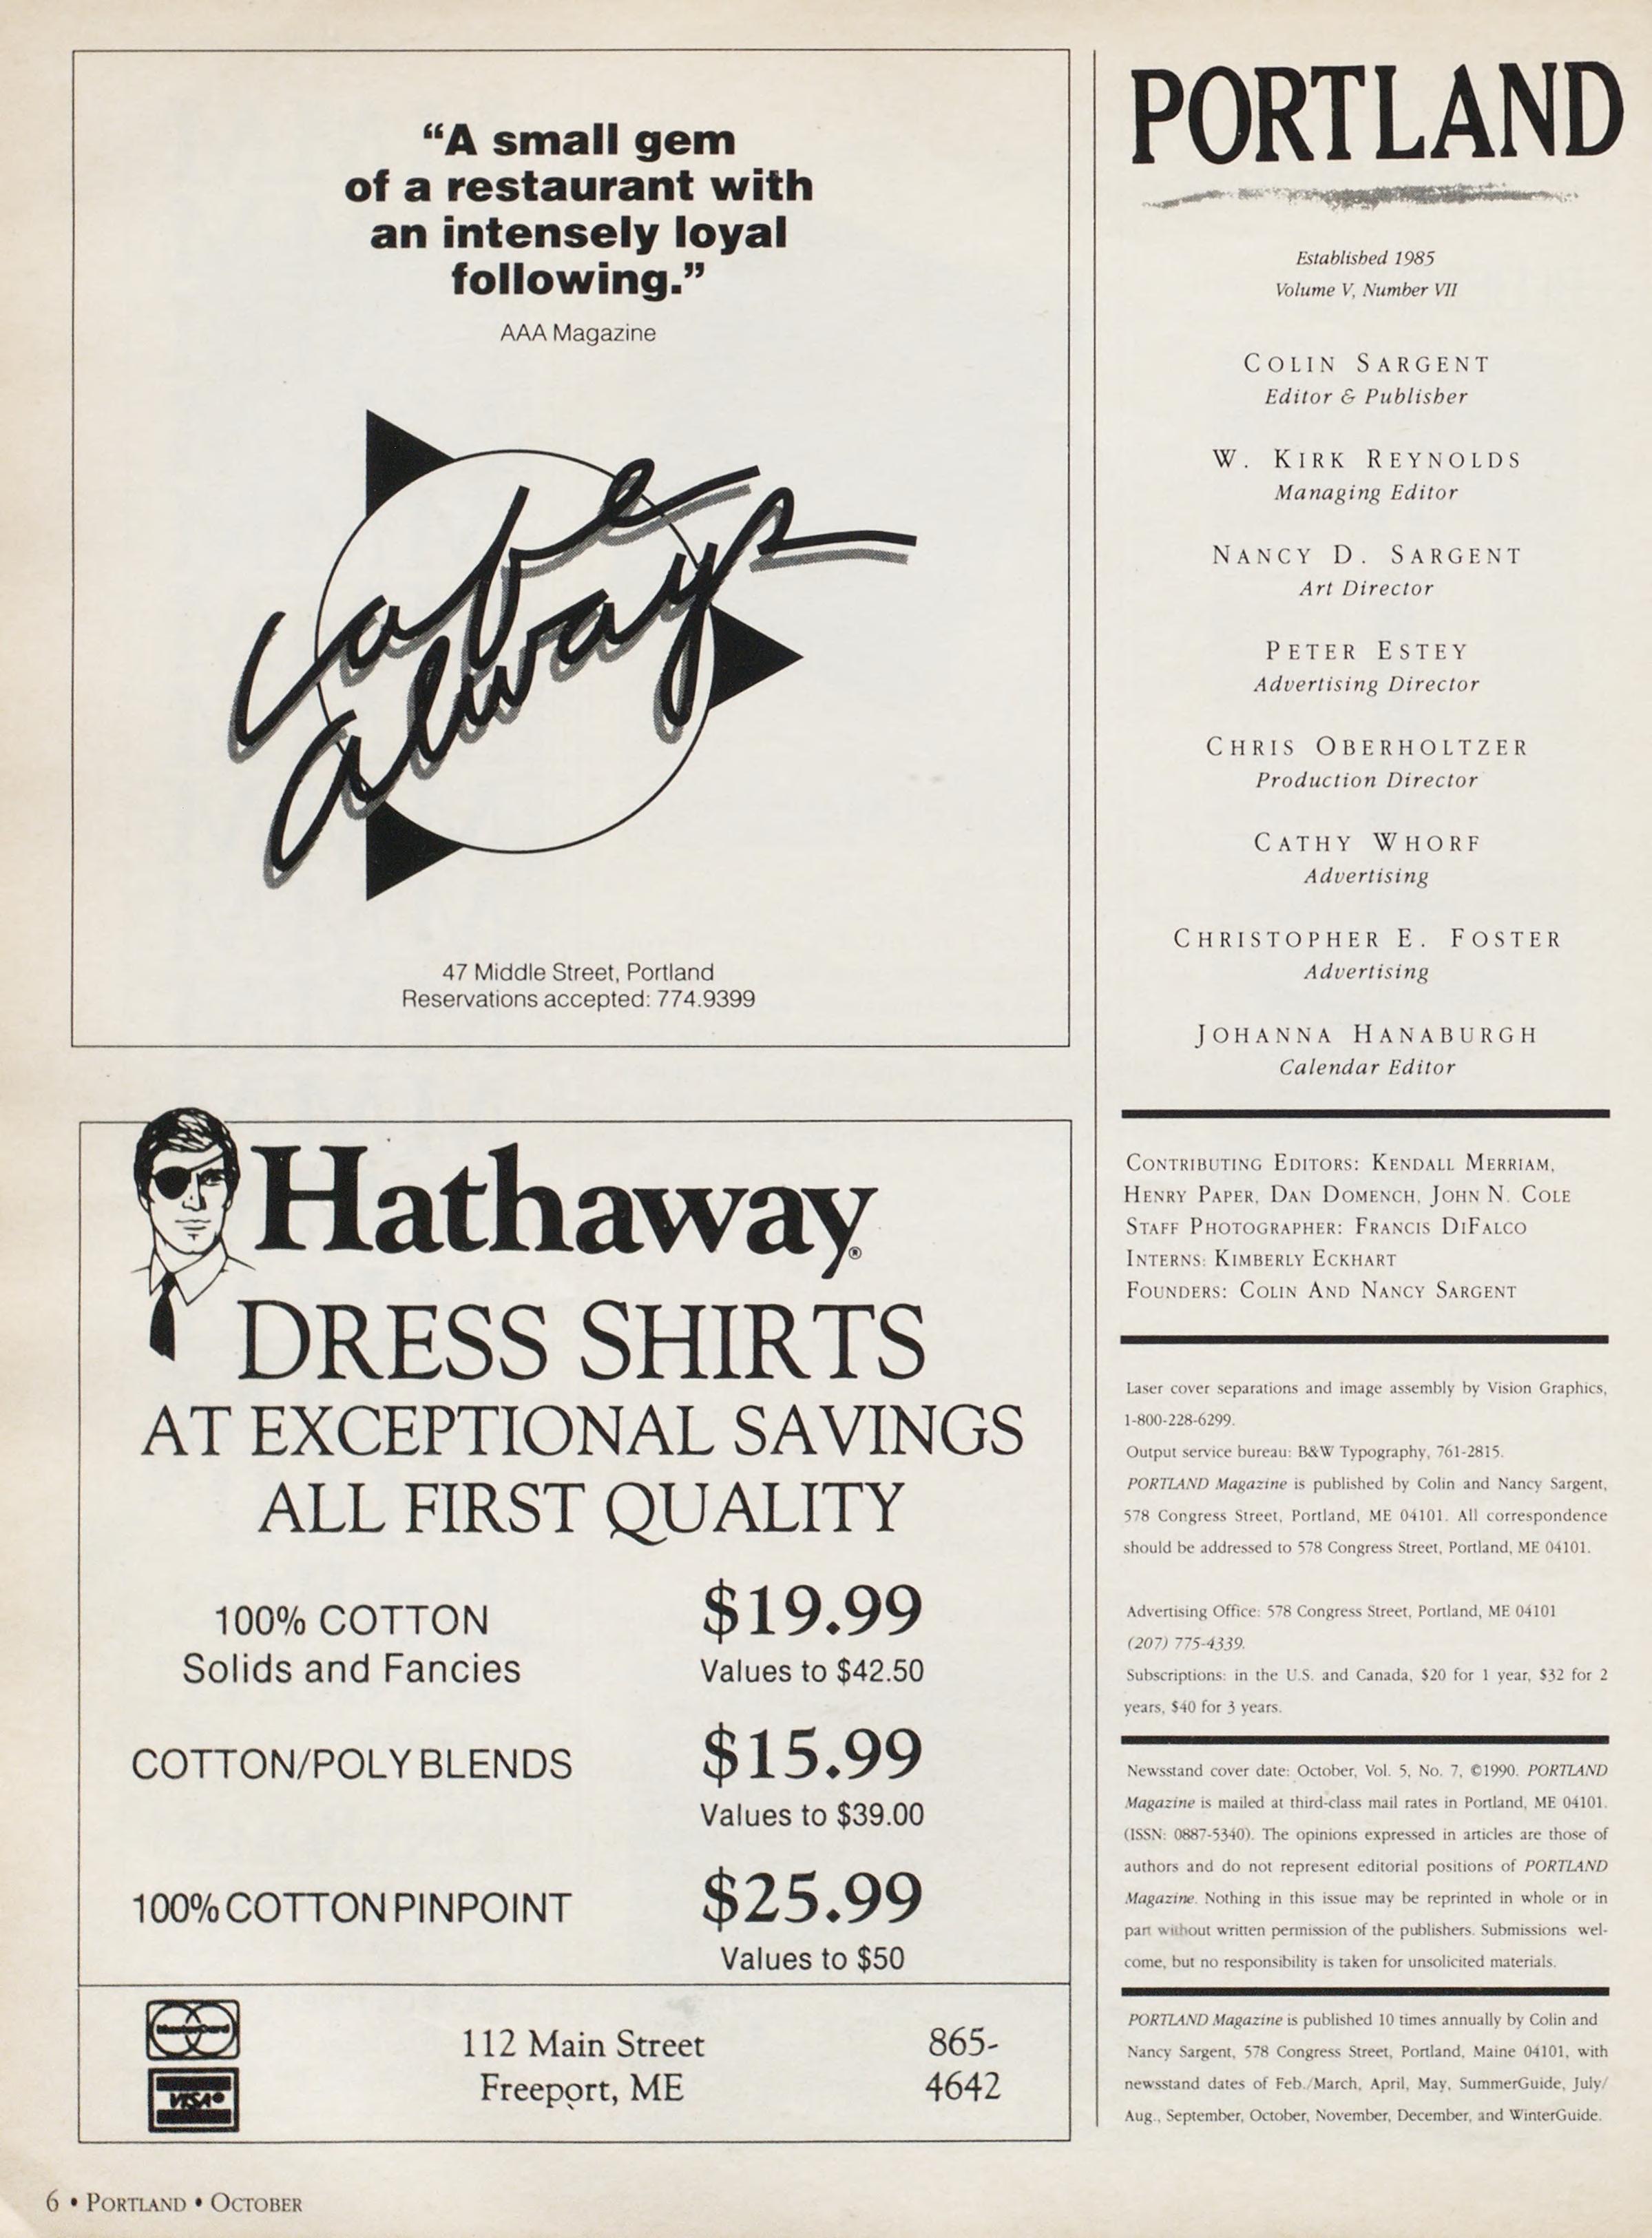 “A small gem
of a restaurant with
an intensely loyal
following.”
AAA Magazine
cafe
always
47 Middle Street, Portland
Reservations accepted: 774.9399
Hathaway®
DRESS SHIRTS
AT EXCEPTIONAL SAVINGS
ALL FIRST QUALITY
100% COTTON
Solids and Fancies
$19.99
Values to $42.50
COTTON/POLY BLENDS
$15.99
Values to $39.00
100% COTTON PINPOINT
$25.99
Values to $50
MasterCard
VISA
112 Main Street
Freeport, ME
865-
4642
PORTLAND
Established 1985
Volume V, Number VII
COLIN SARGENT
Editor & Publisher
W. KIRK REYNOLDS
Managing Editor
NANCY D. SARGENT
Art Director
PETER ESTEY
Advertising Director
CHRIS OBERHOLTZER
Production Director
CATHY WHORF
Advertising
CHRISTOPHER E. FOSTER
Advertising
JOHANNA HANABURGH
Calendar Editor
CONTRIBUTING EDITORS: KENDALL MERRIAM,
HENRY PAPER, DAN DOMENCH, JOHN N. COLE
STAFF PHOTOGRAPHER: FRANCIS DIFALCO
INTERNS: KIMBERLY ECKHART
FOUNDERS: COLIN AND NANCY SARGENT
Laser cover separations and image assembly by Vision Graphics,
1-800-228-6299.
Output service bureau: B&W Typography, 761-2815.
PORTLAND Magazine is published by Colin and Nancy Sargent,
578 Congress Street, Portland, ME 04101. All correspondence
should be addressed to 578 Congress Street, Portland, ME 04101.
Advertising Office: 578 Congress Street, Portland, ME 04101
(207) 775-4339.
Subscriptions: in the U.S. and Canada, $20 for 1 year, $32 for 2
years, $40 for 3 years.
Newsstand cover date: October, Vol. 5, No. 7, ©1990. PORTLAND
Magazine is mailed at third-class mail rates in Portland, ME 04101.
(ISSN: 0887-5340). The opinions expressed in articles are those of
authors and do not represent editorial positions of PORTLAND
Magazine. Nothing in this issue may be reprinted in whole or in
part without written permission of the publishers. Submissions wel-
come, but no responsibility is taken for unsolicited materials.
PORTLAND Magazine is published 10 times annually by Colin and
Nancy Sargent, 578 Congress Street, Portland, Maine 04101, with
newsstand dates of Feb./March, April, May, SummerGuide, July/
Aug., September, October, November, December, and WinterGuide.
6 • PORTLAND • OCTOBER